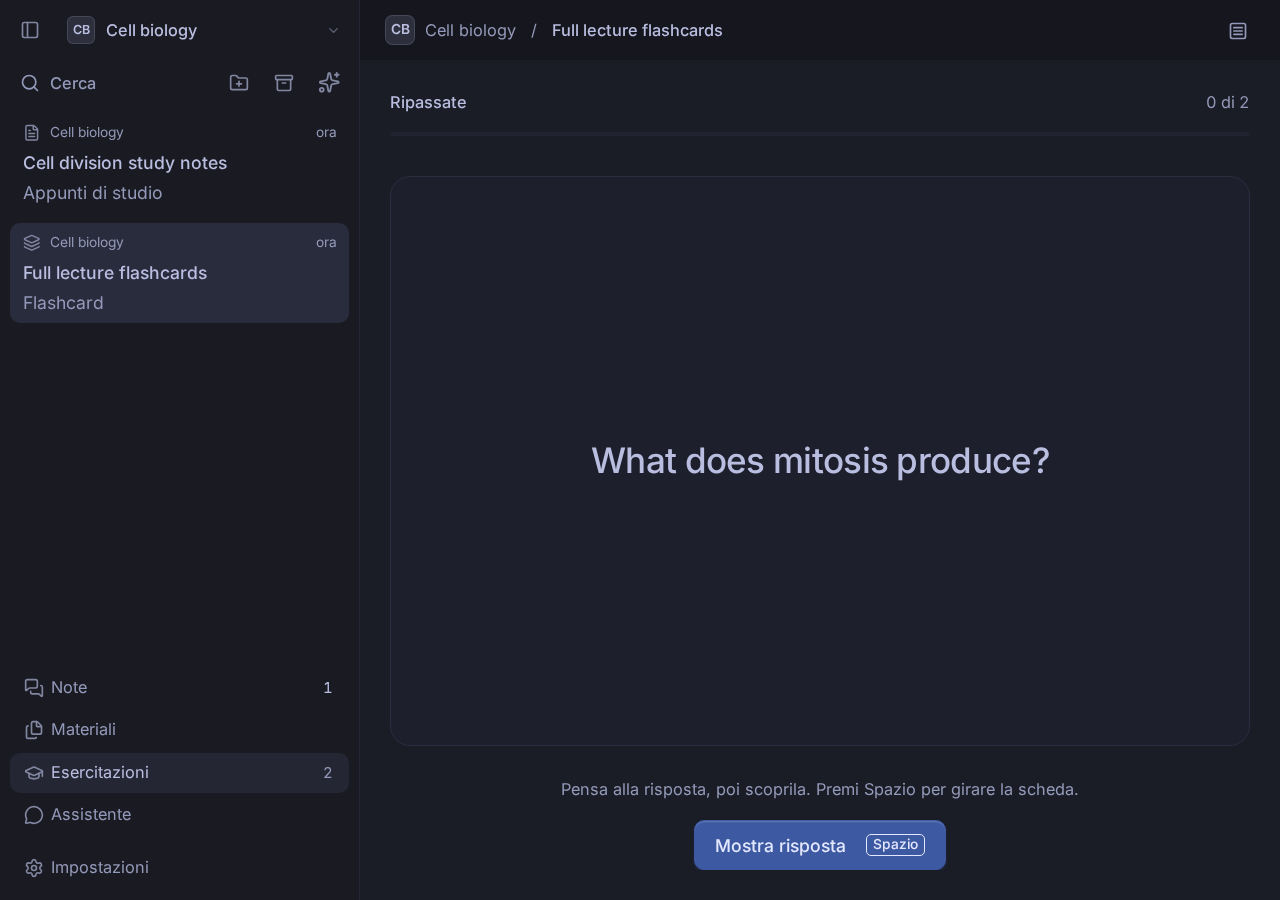 CB Cell biology
Cerca
Cell biology ora
Cell division study notes
Appunti di studio
Cell biology ora
Full lecture flashcards
Flashcard
Note 1
Materiali
Esercitazioni 2
Assistente
Impostazioni
CB Cell biology / Full lecture flashcards
Ripassate 0 di 2
What does mitosis produce?
Pensa alla risposta, poi scoprila. Premi Spazio per girare la scheda.
Mostra risposta Spazio